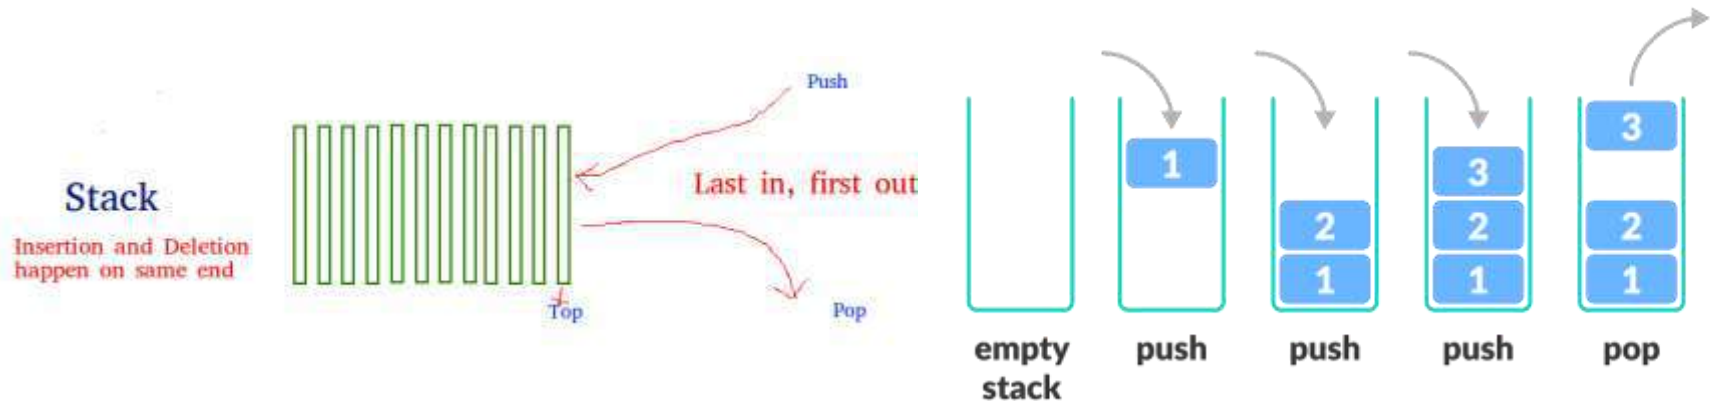 Push
Stack
Last in, first out
Insertion and Deletion
happen on same end
Top
Pop
1
2
1
3
2
1
3
2
1
empty
stack
push
push
push
pop